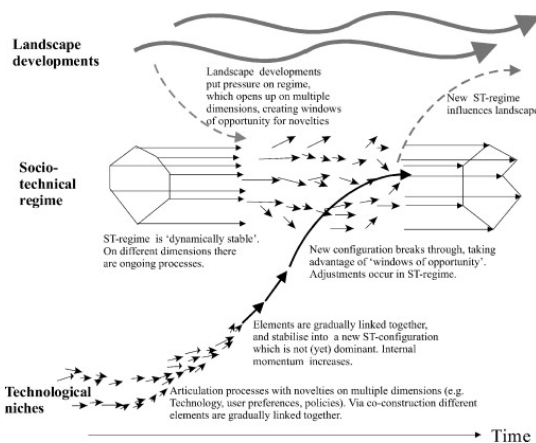 Landscape
developments
Landscape developments
put pressure on regime,
which opens up on multiple
dimensions, creating windows
of opportunity for novelties
New ST-regime
influences landscape
Socio-
technical
regime
ST-regime is 'dynamically stable'.
On different dimensions there
are ongoing processes.
New configuration breaks through, taking
advantage of 'windows of opportunity'.
Adjustments occur in ST-regime.
Elements are gradually linked together,
and stabilise into a new ST-configuration
which is not (yet) dominant. Internal
momentum increases.
Technological
niches
Articulation processes with novelties on multiple dimensions (e.g.
Technology, user preferences, policies). Via co-construction different
elements are gradually linked together.
Time